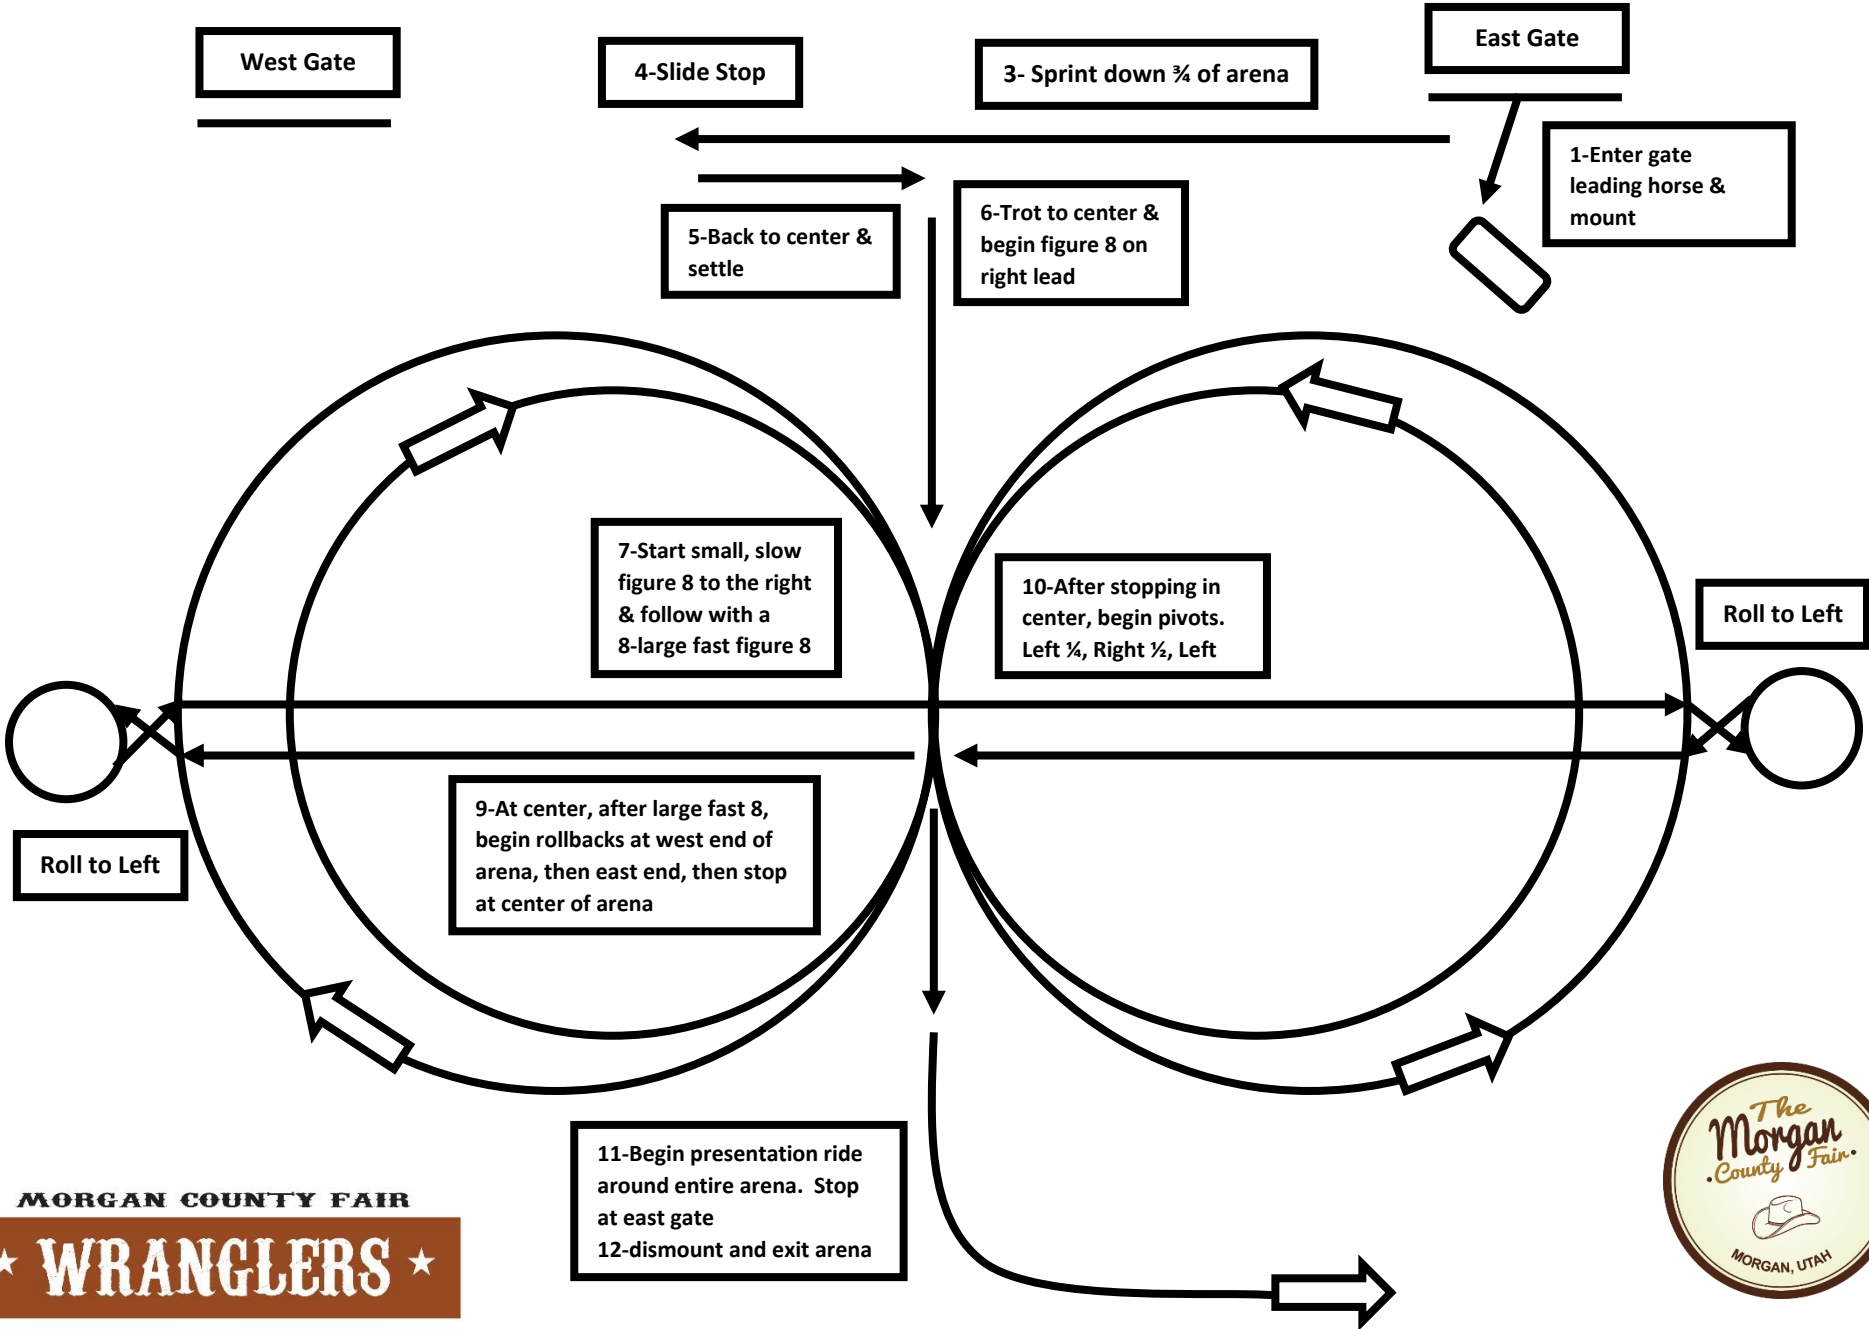 West Gate
4-Slide Stop
3- Sprint down ¾ of arena
East Gate
1-Enter gate
leading horse &
mount
5-Back to center &
settle
6-Trot to center &
begin figure 8 on
right lead
7-Start small, slow
figure 8 to the right
& follow with a
8-large fast figure 8
10-After stopping in
center, begin pivots.
Left ¼, Right ½, Left
Roll to Left
9-At center, after large fast 8,
begin rollbacks at west end of
arena, then east end, then stop
at center of arena
Roll to Left
11-Begin presentation ride
around entire arena.  Stop
at east gate
12-dismount and exit arena
MORGAN COUNTY FAIR
WRANGLERS
The
Morgan
County Fair
MORGAN, UTAH